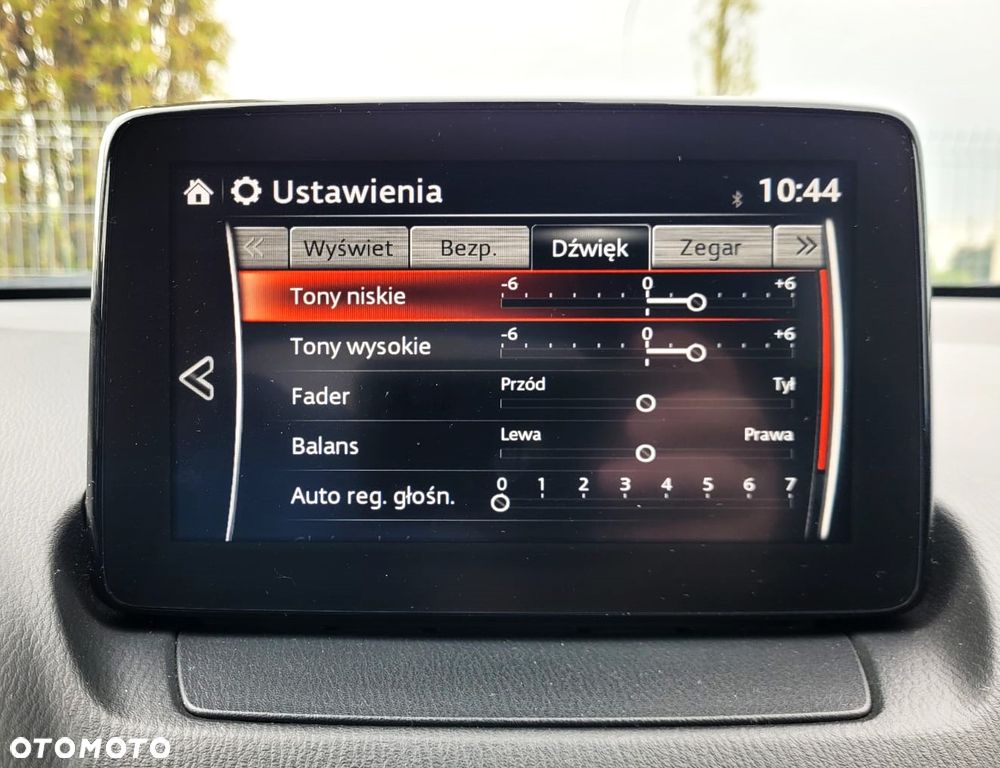 Ustawienia 10:44
Wyświet Bezp. Dźwięk Zegar
Tony niskie -6 0 +6
Tony wysokie -6 0 +6
Fader Przód Tył
Balans Lewa Prawa
Auto reg. głośn. 0 1 2 3 4 5 6 7
OTOMOTO